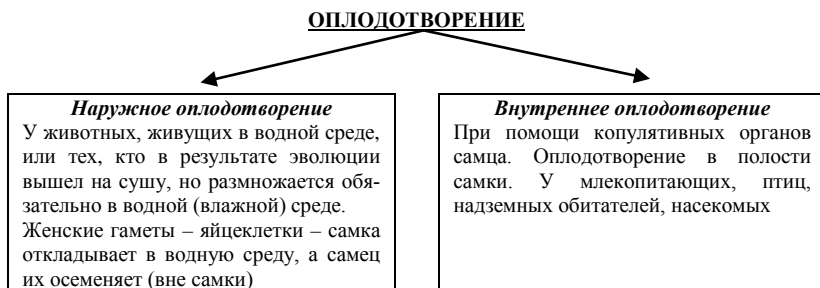 ОПЛОДОТВОРЕНИЕ
Наружное оплодотворение
У животных, живущих в водной среде,
или тех, кто в результате эволюции
вышел на сушу, но размножается обя-
зательно в водной (влажной) среде.
Женские гаметы – яйцеклетки – самка
откладывает в водную среду, а самец
их осеменяет (вне самки)
Внутреннее оплодотворение
При помощи копулятивных органов
самца. Оплодотворение в полости
самки. У млекопитающих, птиц,
надземных обитателей, насекомых